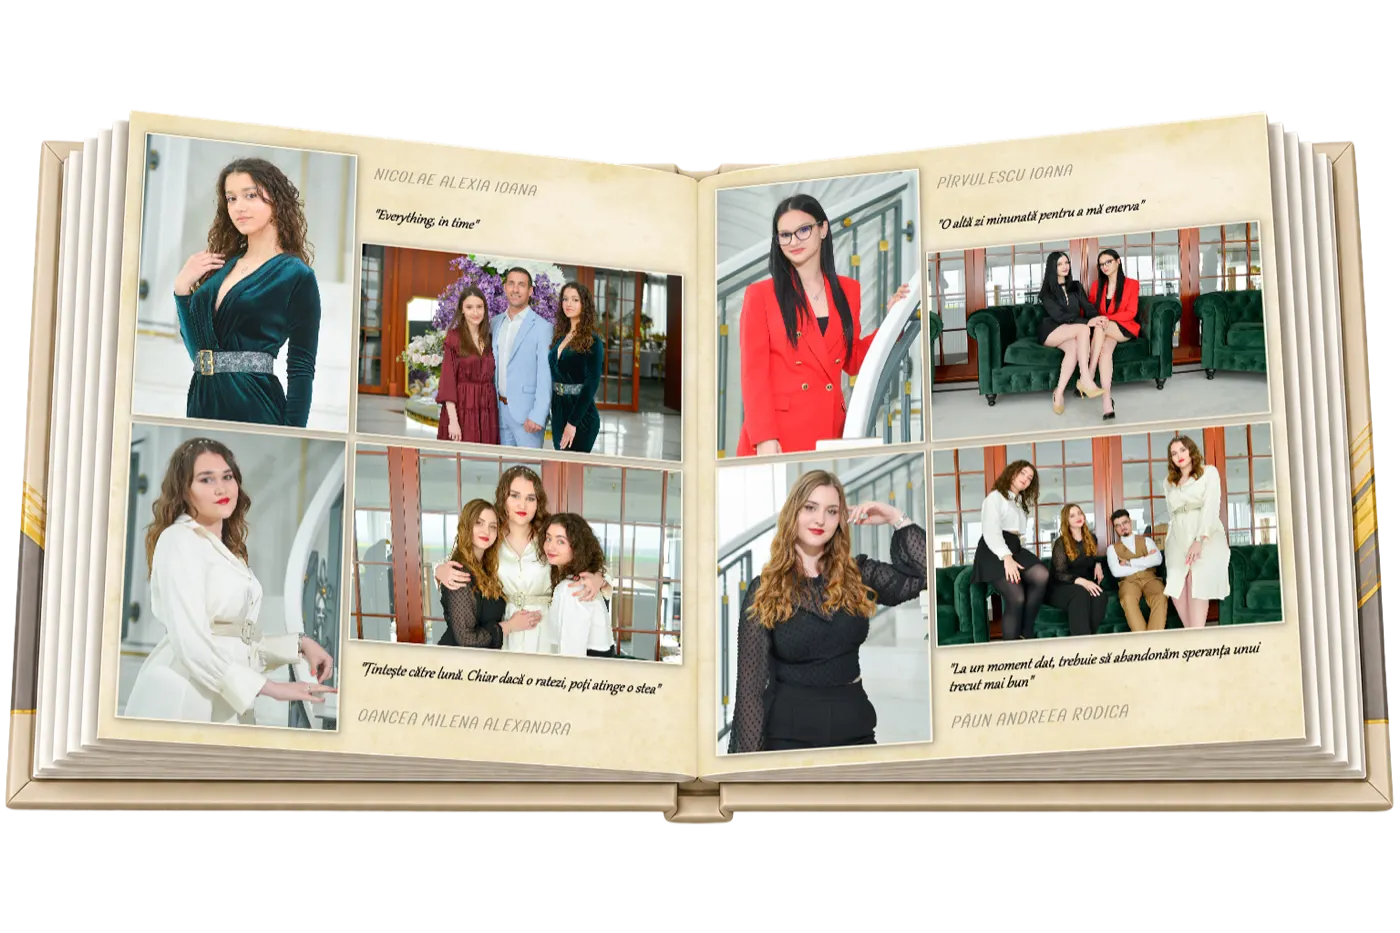 NICOLAE ALEXIA IOANA
"Everything, in time"
"Țintește către lună. Chiar dacă o ratezi, poți atinge o stea"
OANCEA MILENA ALEXANDRA
PÎRVULESCU IOANA
"O altă zi minunată pentru a mă enerva"
"La un moment dat, trebuie să abandonăm speranța unui
trecut mai bun"
PĂUN ANDREEA RODICA